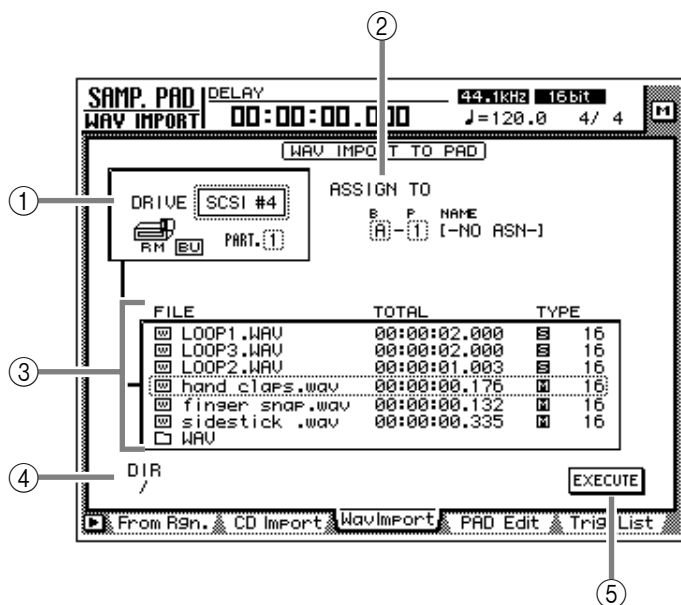 ②
SAMP. PAD DELAY 44.1kHz 16bit
WAV IMPORT 00:00:00.000 ♩=120.0 4/ 4 M
WAV IMPORT TO PAD
①
DRIVE SCSI #4
RM BU PART. 1
ASSIGN TO
B P NAME
A-1 [-NO ASN-]
③
FILE TOTAL TYPE
W LOOP1.WAV 00:00:02.000 S 16
W LOOP3.WAV 00:00:02.000 S 16
W LOOP2.WAV 00:00:01.003 S 16
W hand claps.wav 00:00:00.176 M 16
W finger snap.wav 00:00:00.132 M 16
W sidestick .wav 00:00:00.335 M 16
WAV
④
DIR
/
EXECUTE
From Rgn. CD Import WavImport PAD Edit Trig List
⑤